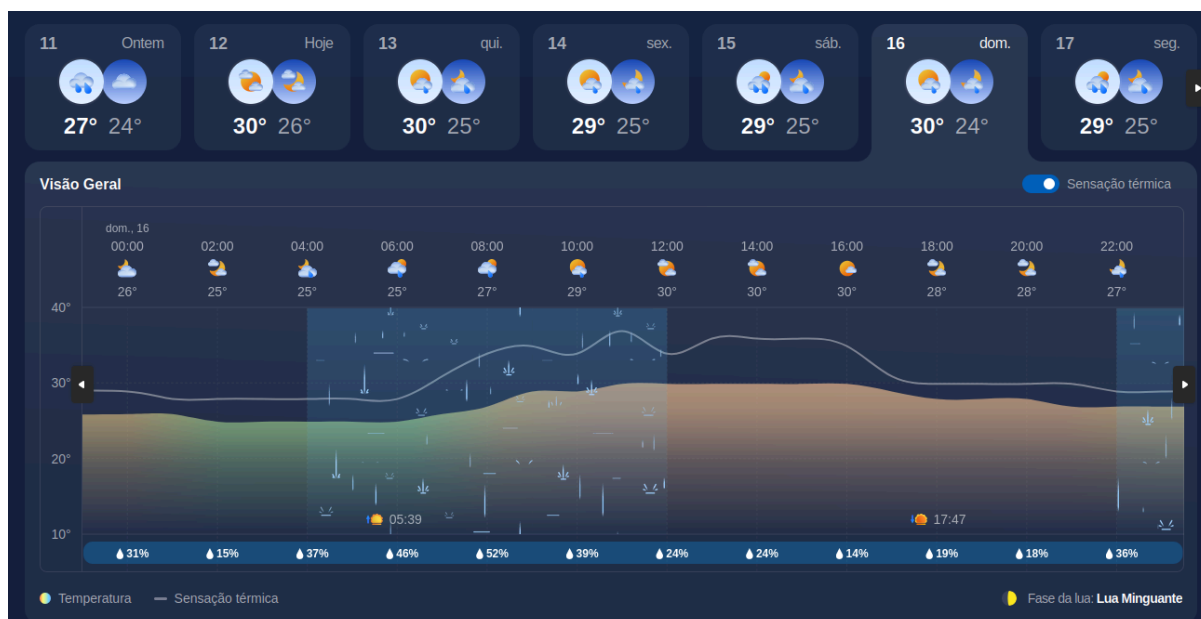 11 Ontem 12 Hoje 13 qui. 14 sex. 15 sáb. 16 dom. 17 seg.
27° 24° 30° 26° 30° 25° 29° 25° 29° 25° 30° 24° 29° 25°
Visão Geral Sensação térmica
dom., 16
00:00 02:00 04:00 06:00 08:00 10:00 12:00 14:00 16:00 18:00 20:00 22:00
26° 25° 25° 25° 27° 29° 30° 30° 30° 28° 28° 27°
40°
30°
20°
05:39 17:47
10°
31% 15% 37% 46% 52% 39% 24% 24% 14% 19% 18% 36%
Temperatura Sensação térmica Fase da lua: Lua Minguante